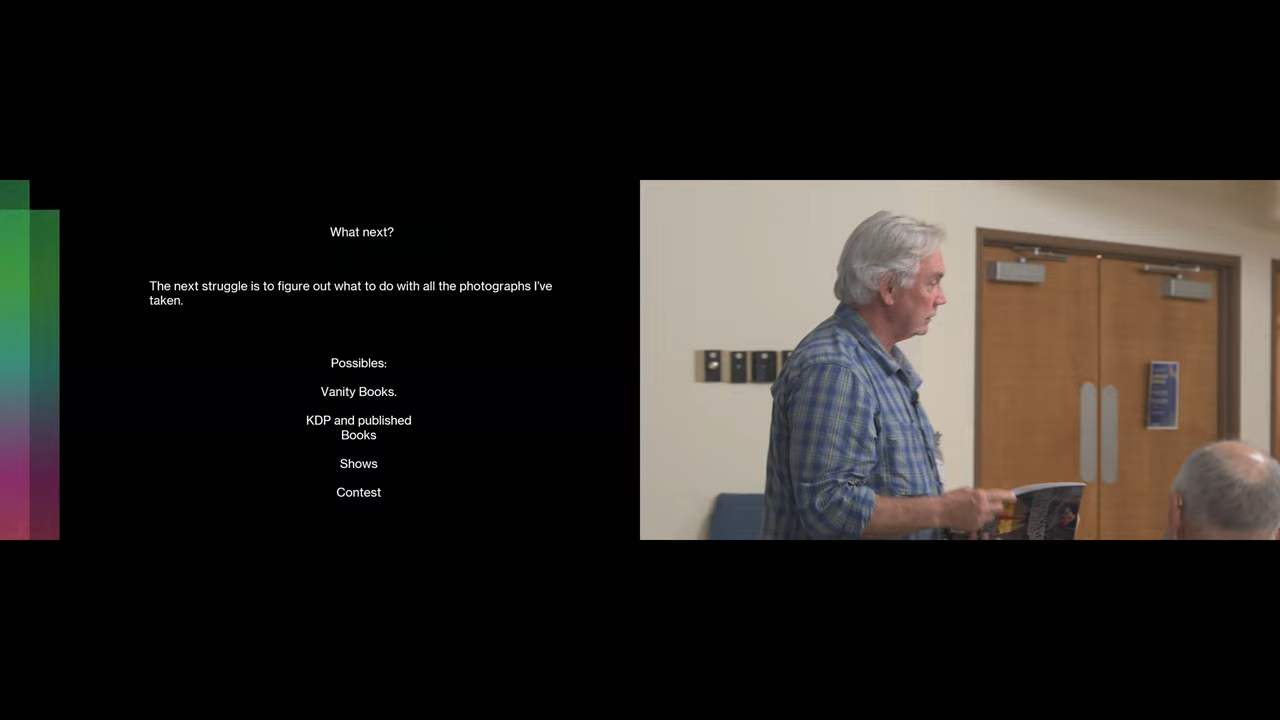 What next?
The next struggle is to figure out what to do with all the photographs I've
taken.
Possibles:
Vanity Books.
KDP and published
Books
Shows
Contest